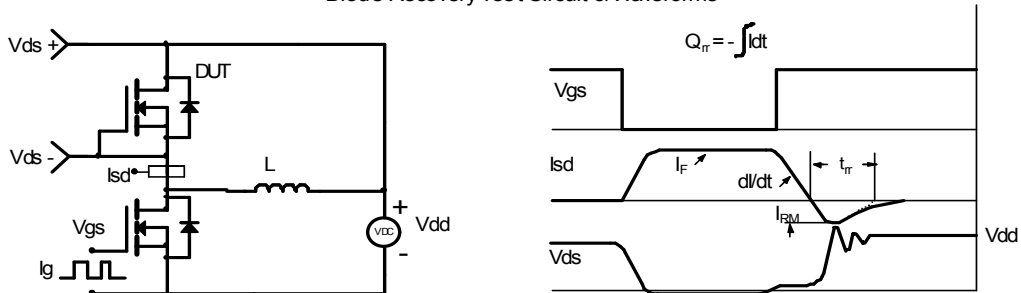 Diode Recovery Test Circuit & Waveforms
Vds +
DUT
Vds -
Isd
L
Vgs
Ig
+
VDC
-
Vdd
Qrr = - ∫ Idt
Vgs
Isd
IF
dI/dt
trr
IRM
Vdd
Vds